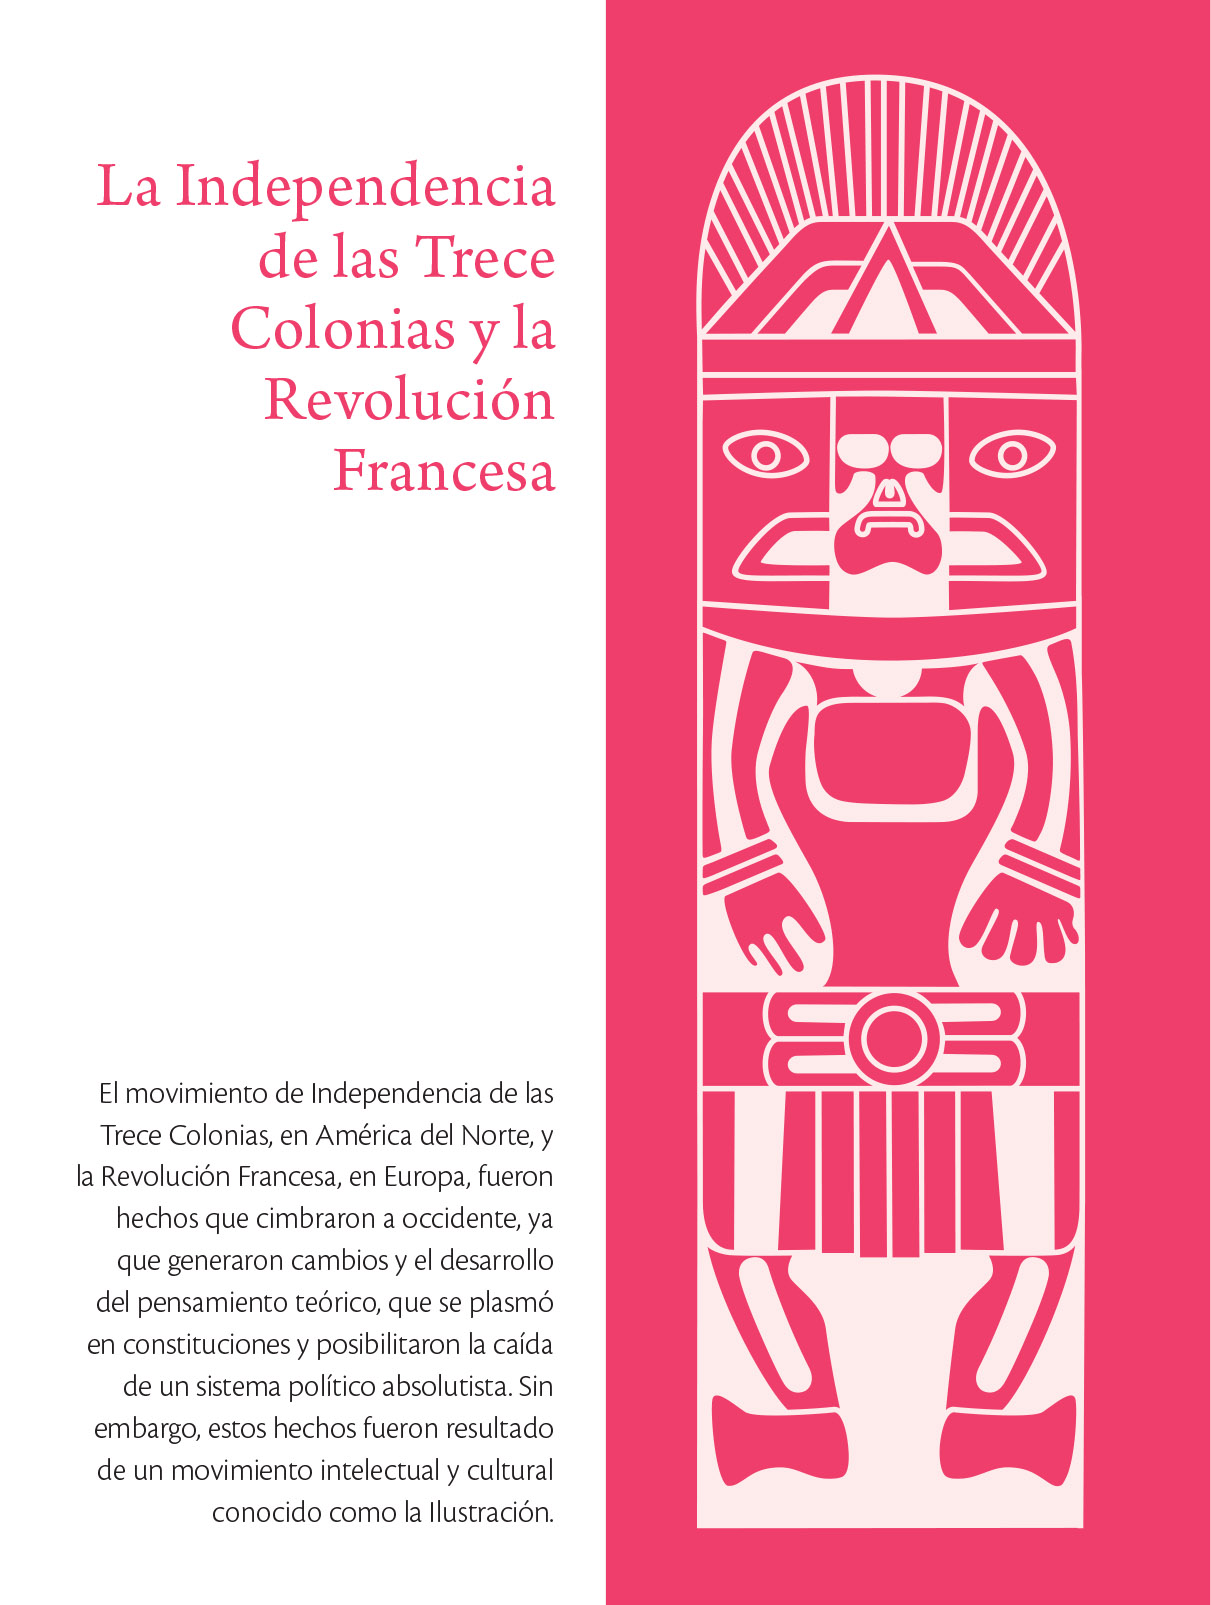 La Independencia
de las Trece
Colonias y la
Revolución
Francesa
El movimiento de Independencia de las
Trece Colonias, en América del Norte, y
la Revolución Francesa, en Europa, fueron
hechos que cimbraron a occidente, ya
que generaron cambios y el desarrollo
del pensamiento teórico, que se plasmó
en constituciones y posibilitaron la caída
de un sistema político absolutista. Sin
embargo, estos hechos fueron resultado
de un movimiento intelectual y cultural
conocido como la Ilustración.